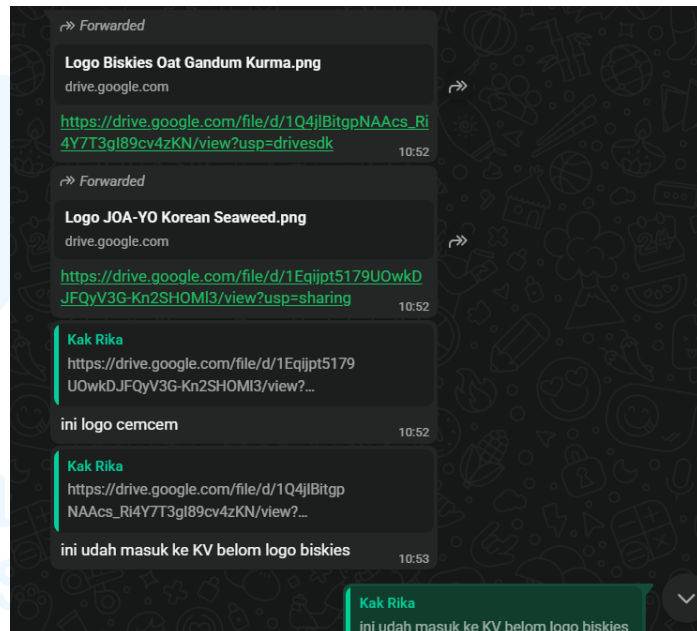 Forwarded
Logo Biskies Oat Gandum Kurma.png
drive.google.com
https://drive.google.com/file/d/1Q4jlBitgpNAAcs_Ri
4Y7T3gI89cv4zKN/view?usp=drivesdk
10:52
Forwarded
Logo JOA-YO Korean Seaweed.png
drive.google.com
https://drive.google.com/file/d/1Eqijpt5179UOwkD
JFQyV3G-Kn2SHOMl3/view?usp=sharing
10:52
Kak Rika
https://drive.google.com/file/d/1Eqijpt5179
UOwkDJFQyV3G-Kn2SHOMl3/view?...
ini logo cemcem
10:52
Kak Rika
https://drive.google.com/file/d/1Q4jlBitgp
NAAcs_Ri4Y7T3gI89cv4zKN/view?...
ini udah masuk ke KV belom logo biskies
10:53
Kak Rika
ini udah masuk ke KV belom logo biskies